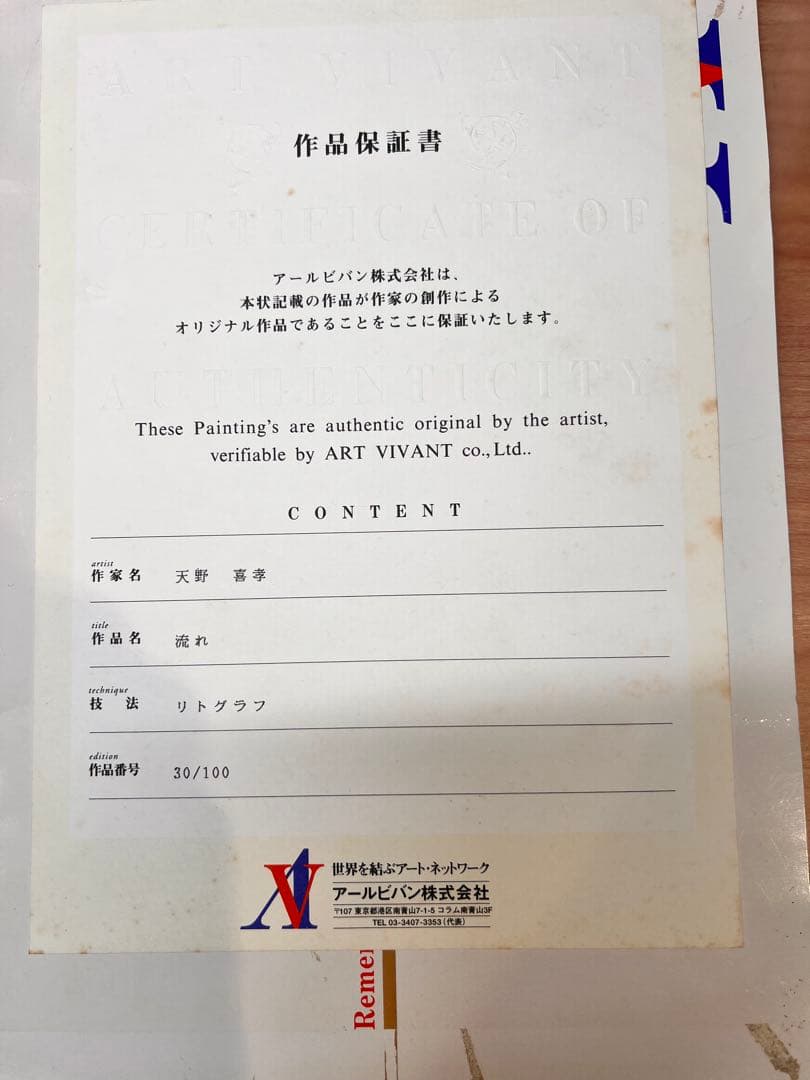 ART VIVANT
作品保証書
CERTIFICATE OF
アールビバン株式会社は、
本状記載の作品が作家の創作による
オリジナル作品であることをここに保証いたします。
AUTHENTICITY
These Painting's are authentic original by the artist,
verifiable by ART VIVANT co., Ltd..
CONTENT
artist
作家名 天野 喜孝
title
作品名 流れ
technique
技法 リトグラフ
edition
作品番号 30/100
AV
世界を結ぶアート・ネットワーク
アールビバン株式会社
〒107 東京都港区南青山7-1-5 コラム南青山3F
TEL 03-3407-3353(代表)
Remer